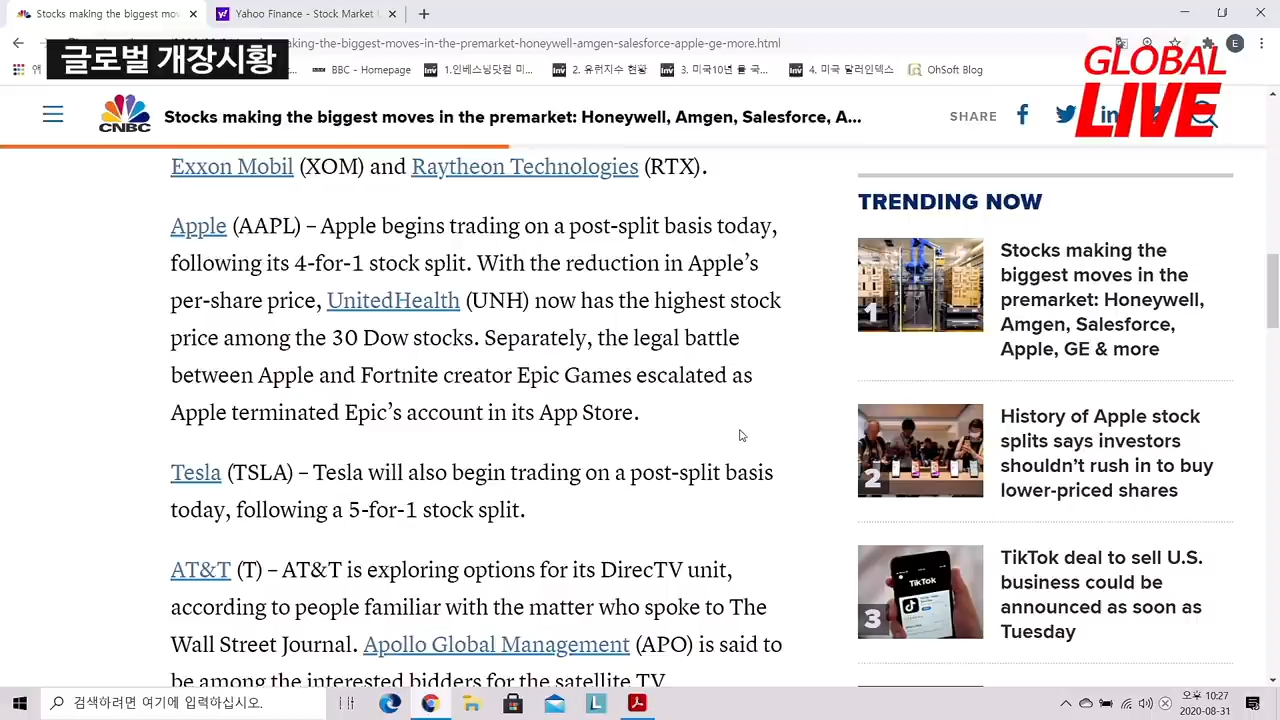 Stocks making the biggest moves
Yahoo Finance - Stock Market
글로벌 개장시황
aking-the-biggest-moves-in-the-premarket-honeywell-amgen-salesforce-apple-ge-more.html
BBC - Homepage
1.인베스팅닷컴 미...
2. 유럽지수 현황
3. 미국10년 물 국...
4. 미국 달러인덱스
OhSoft Blog
GLOBAL
LIVE
CNBC
Stocks making the biggest moves in the premarket: Honeywell, Amgen, Salesforce, A...
SHARE
Exxon Mobil (XOM) and Raytheon Technologies (RTX).
Apple (AAPL) – Apple begins trading on a post-split basis today,
following its 4-for-1 stock split. With the reduction in Apple’s
per-share price, UnitedHealth (UNH) now has the highest stock
price among the 30 Dow stocks. Separately, the legal battle
between Apple and Fortnite creator Epic Games escalated as
Apple terminated Epic’s account in its App Store.
Tesla (TSLA) – Tesla will also begin trading on a post-split basis
today, following a 5-for-1 stock split.
AT&T (T) – AT&T is exploring options for its DirecTV unit,
according to people familiar with the matter who spoke to The
Wall Street Journal. Apollo Global Management (APO) is said to
be among the interested bidders for the satellite TV
TRENDING NOW
1
Stocks making the
biggest moves in the
premarket: Honeywell,
Amgen, Salesforce,
Apple, GE & more
2
History of Apple stock
splits says investors
shouldn’t rush in to buy
lower-priced shares
3
TikTok
TikTok deal to sell U.S.
business could be
announced as soon as
Tuesday
검색하려면 여기에 입력하십시오.
오후 10:27
2020-08-31